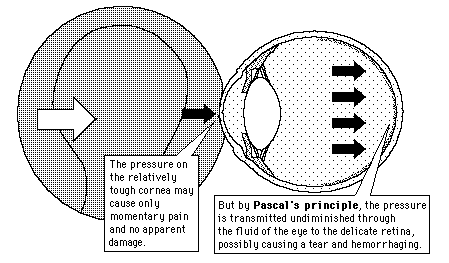 The pressure on
the relatively
tough cornea may
cause only
momentary pain
and no apparent
damage.
But by Pascal's principle, the pressure
is transmitted undiminished through
the fluid of the eye to the delicate retina,
possibly causing a tear and hemorrhaging.